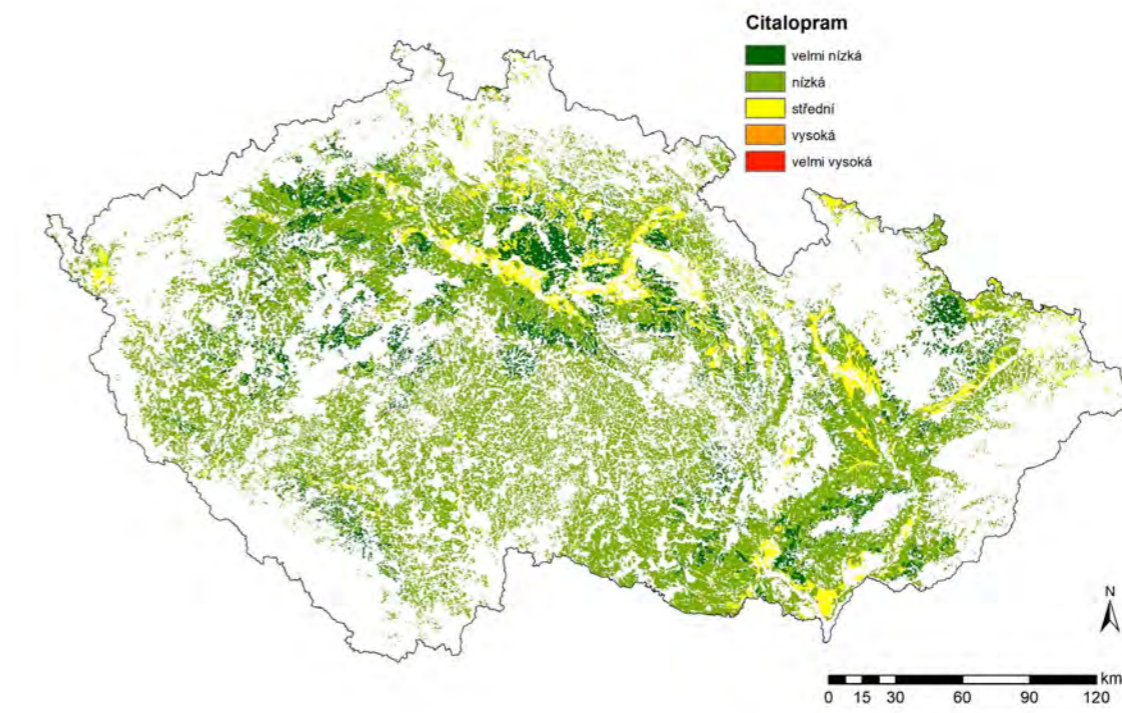 Citalopram
velmi nízká
nízká
střední
vysoká
velmi vysoká
N
km
0 15 30 60 90 120